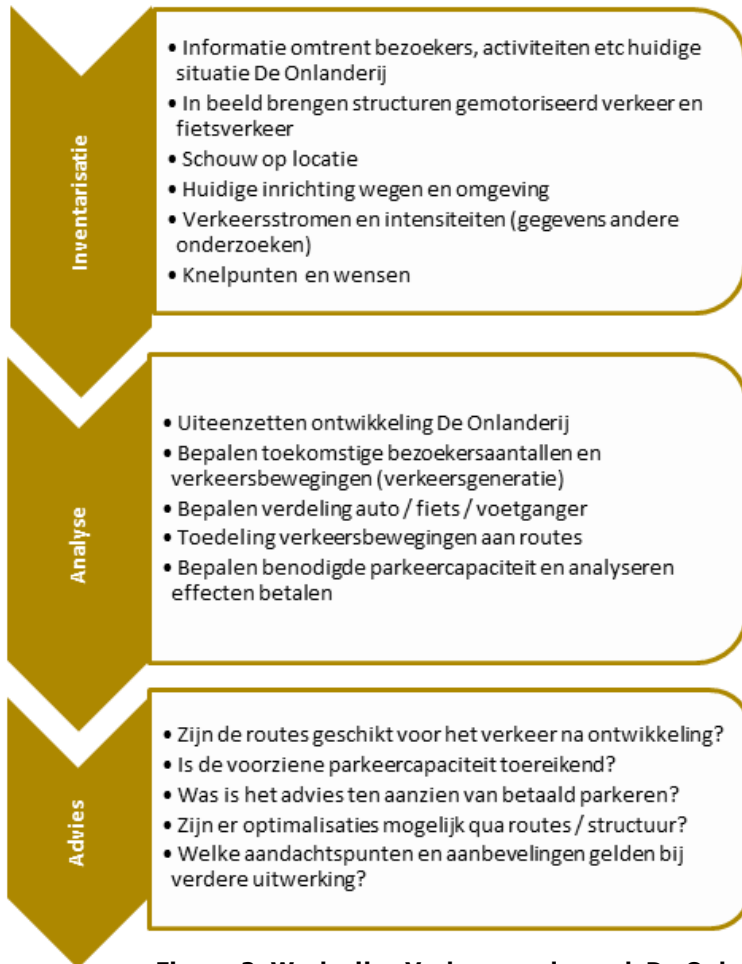 Inventarisatie
• Informatie omtrent bezoekers, activiteiten etc huidige
situatie De Onlanderij
• In beeld brengen structuren gemotoriseerd verkeer en
fietsverkeer
• Schouw op locatie
• Huidige inrichting wegen en omgeving
• Verkeersstromen en intensiteiten (gegevens andere
onderzoeken)
• Knelpunten en wensen
Analyse
• Uiteenzetten ontwikkeling De Onlanderij
• Bepalen toekomstige bezoekersaantallen en
verkeersbewegingen (verkeersgeneratie)
• Bepalen verdeling auto / fiets / voetganger
• Toedeling verkeersbewegingen aan routes
• Bepalen benodigde parkeercapaciteit en analyseren
effecten betalen
Advies
• Zijn de routes geschikt voor het verkeer na ontwikkeling?
• Is de voorziene parkeercapaciteit toereikend?
• Was is het advies ten aanzien van betaald parkeren?
• Zijn er optimalisaties mogelijk qua routes / structuur?
• Welke aandachtspunten en aanbevelingen gelden bij
verdere uitwerking?